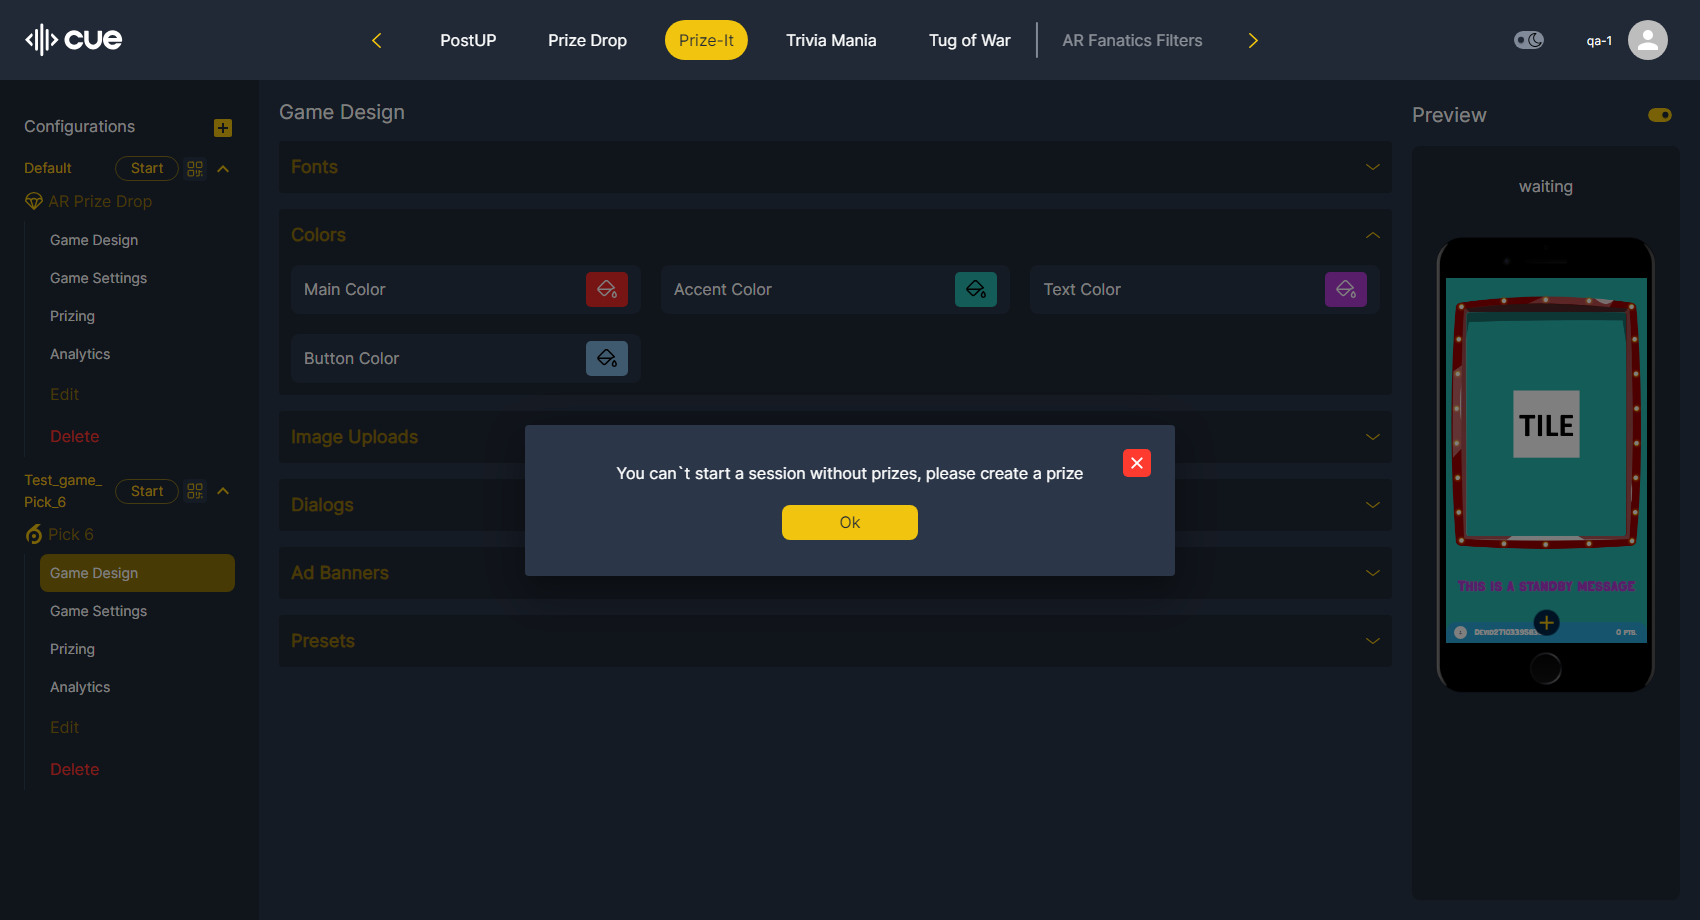 cue
PostUP
Prize Drop
Prize-It
Trivia Mania
Tug of War
AR Fanatics Filters
qa-1
Configurations
Default
Start
AR Prize Drop
Game Design
Game Settings
Prizing
Analytics
Edit
Delete
Test_game_
Pick_6
Start
Pick 6
Game Design
Game Settings
Prizing
Analytics
Edit
Delete
Game Design
Fonts
Colors
Main Color
Accent Color
Text Color
Button Color
Image Uploads
Dialogs
Ad Banners
Presets
You can`t start a session without prizes, please create a prize
Ok
Preview
waiting
TILE
THIS IS A STANDBY MESSAGE
0 PTS.